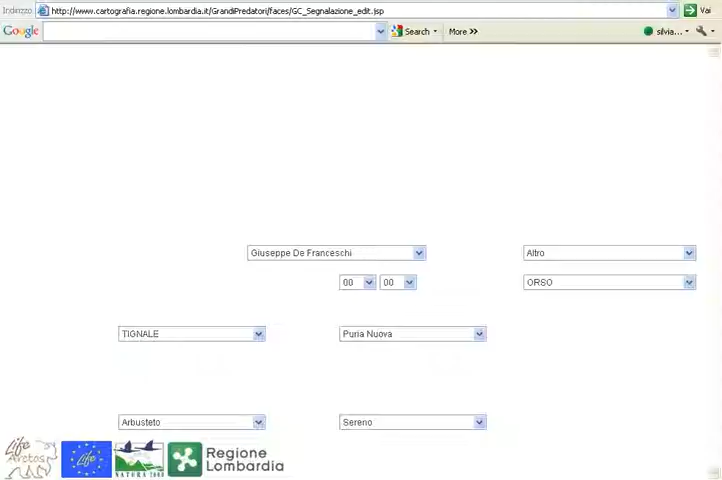 Indirizzo http://www.cartografia.regione.lombardia.it/GrandiPredatori/faces/GC_Segnalazione_edit.jsp Vai
Google Search More >> silvia...
Giuseppe De Franceschi Altro
00 00 ORSO
TIGNALE Puria Nuova
Arbusteto Sereno
Life Arctos Life NATURA 2000 Regione
Lombardia